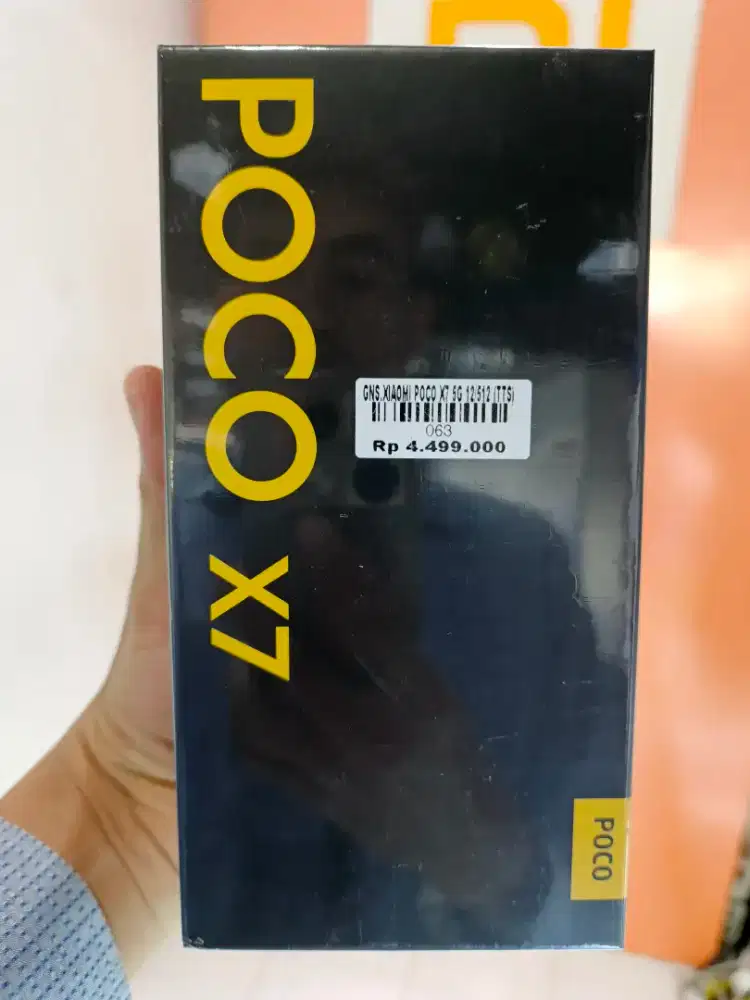 POCO X7
GNS.XIAOMI POCO X7 5G 12/512 (TTS)
063
Rp 4.499.000
POCO